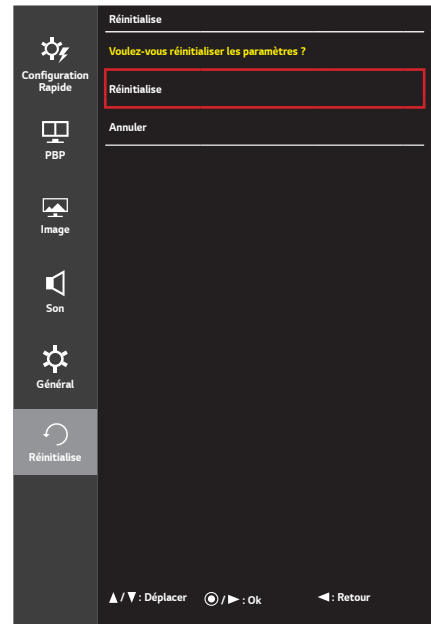 Réinitialise
Voulez-vous réinitialiser les paramètres ?
Réinitialise
Annuler
Configuration
Rapide
PBP
Image
Son
Général
Réinitialise
▲/▼: Déplacer ◉/►: Ok ◄: Retour